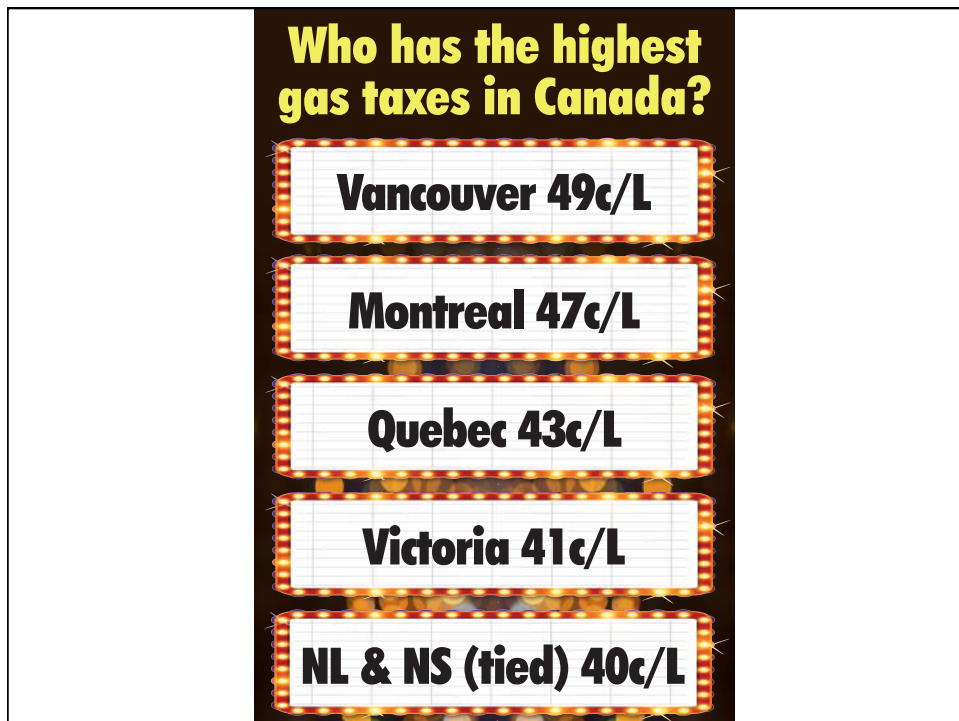 Who has the highest
gas taxes in Canada?
Vancouver 49c/L
Montreal 47c/L
Quebec 43c/L
Victoria 41c/L
NL & NS (tied) 40c/L